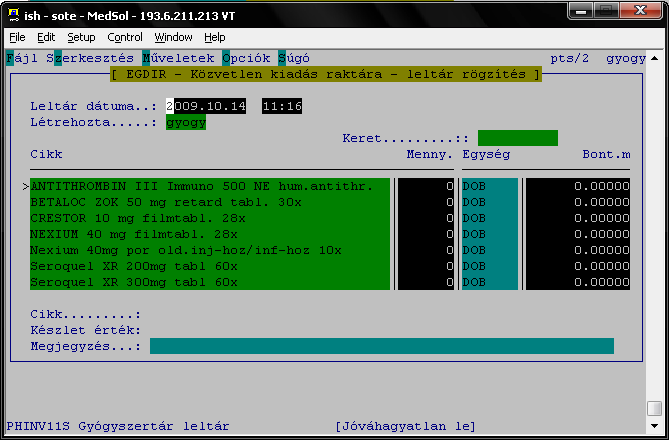 ish - sote - MedSol - 193.6.211.213 VT
File Edit Setup Control Window Help
Fájl Szerkesztés Műveletek Opciók Súgó pts/2 gyogy
[ EGDIR - Közvetlen kiadás raktára - leltár rögzítés ]
Leltár dátuma..: 2009.10.14 11:16
Létrehozta.....: gyogy
Keret.........::
Cikk Menny. Egység Bont.m
>ANTITHROMBIN III Immuno 500 NE hum.antithr. 0 DOB 0.00000
BETALOC ZOK 50 mg retard tabl. 30x 0 DOB 0.00000
CRESTOR 10 mg filmtabl. 28x 0 DOB 0.00000
NEXIUM 40 mg filmtabl. 28x 0 DOB 0.00000
Nexium 40mg por old.inj-hoz/inf-hoz 10x 0 DOB 0.00000
Seroquel XR 200mg tabl 60x 0 DOB 0.00000
Seroquel XR 300mg tabl 60x 0 DOB 0.00000
Cikk.........:
Készlet érték:
Megjegyzés...:
PHINV11S Gyógyszertár leltár [Jóváhagyatlan le]